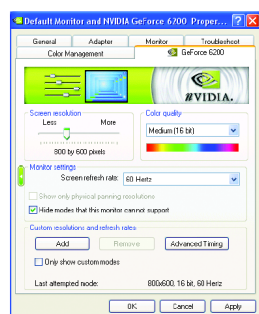 Default Monitor and NVIDIA GeForce 6200 Proper...
General Adapter Monitor Troubleshoot
Color Management GeForce 6200
NVIDIA.
Screen resolution
Less More
800 by 600 pixels
Color quality
Medium (16 bit)
Monitor settings
Screen refresh rate: 60 Hertz
Show only physical panning resolutions
Hide modes that this monitor cannot support
Custom resolutions and refresh rates
Add Remove Advanced Timing
Only show custom modes
Last attempted mode: 800x600, 16 bit, 60 Hertz
OK Cancel Apply